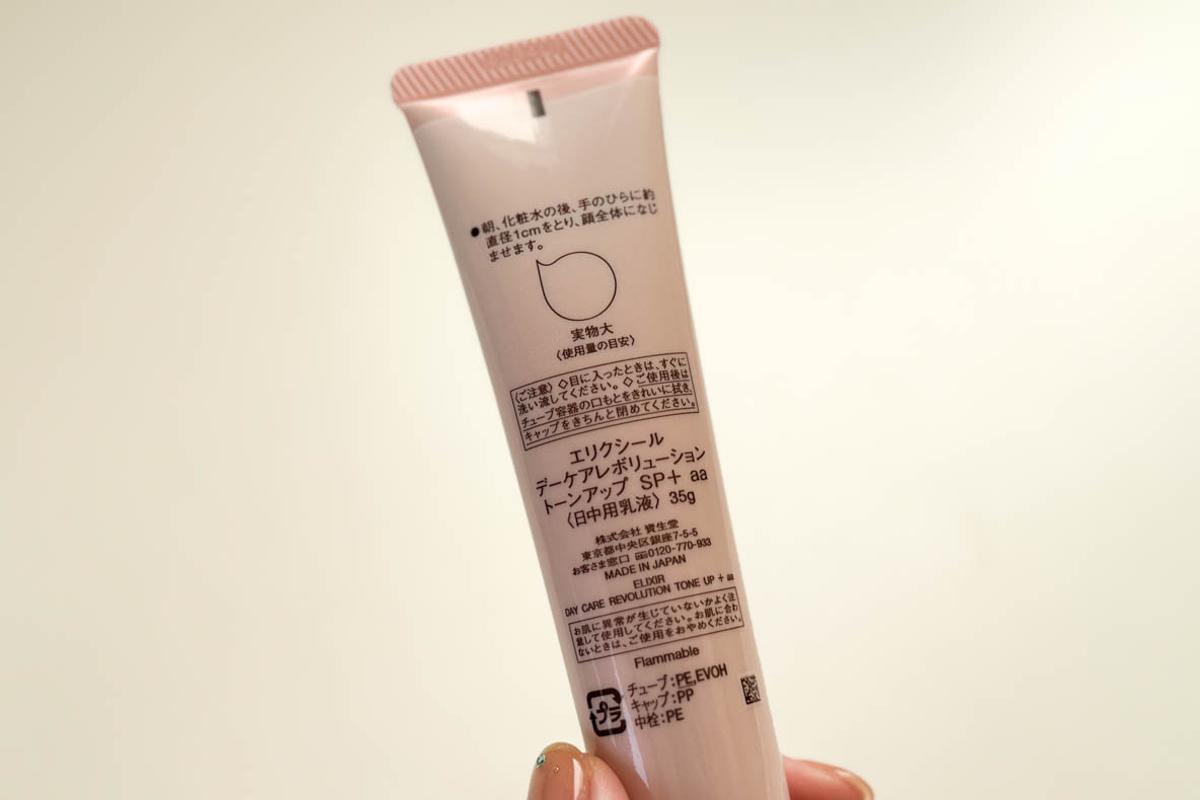 ●朝、化粧水の後、手のひらに約
直径1cmをとり、顔全体になじ
ませます。
実物大
〈使用量の目安〉
〈ご注意〉◇目に入ったときは、すぐに
洗い流してください。◇ご使用後は
チューブ容器の口もとをきれいに拭き、
キャップをきちんと閉めてください。
エリクシール
デーケアレボリューション
トーンアップ SP+ aa
〈日中用乳液〉 35g
株式会社 資生堂
東京都中央区銀座7-5-5
お客さま窓口 0120-770-933
MADE IN JAPAN
ELIXIR
DAY CARE REVOLUTION TONE UP + aa
お肌に異常が生じていないかよく注
量して使用してください。お肌に合わ
ないときは、ご使用をおやめください。
Flammable
プラ
チューブ:PE,EVOH
キャップ:PP
中栓:PE